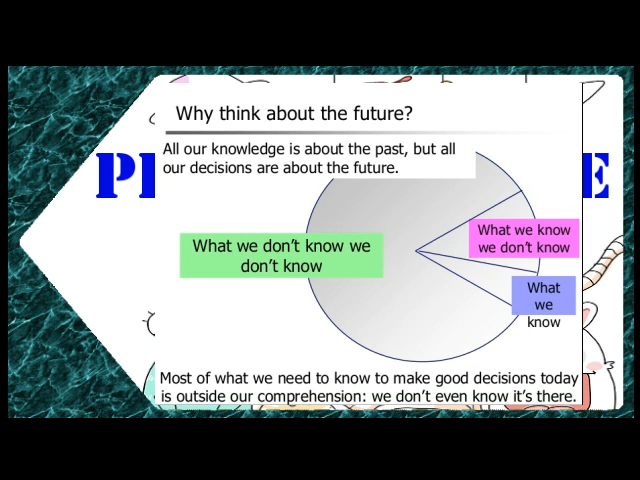 Why think about the future?
All our knowledge is about the past, but all
our decisions are about the future.
What we know
we don't know
What we don't know we
don't know
What
we
know
Most of what we need to know to make good decisions today
is outside our comprehension: we don't even know it's there.